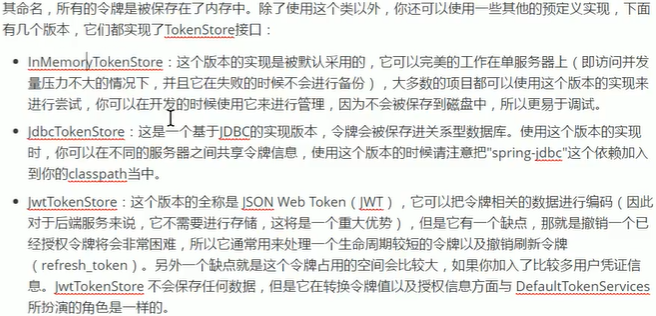 其命名，所有的令牌是被保存在了内存中。除了使用这个类以外，你还可以使用一些其他的预定义实现，下面
有几个版本，它们都实现了TokenStore接口：
• InMemoryTokenStore：这个版本的实现是被默认采用的，它可以完美的工作在单服务器上（即访问并发
量压力不大的情况下，并且它在失败的时候不会进行备份），大多数的项目都可以使用这个版本的实现来
进行尝试，你可以在开发的时候使用它来进行管理，因为不会被保存到磁盘中，所以更易于调试。
• JdbcTokenStore：这是一个基于JDBC的实现版本，令牌会被保存进关系型数据库。使用这个版本的实现
时，你可以在不同的服务器之间共享令牌信息，使用这个版本的时候请注意把"spring-jdbc"这个依赖加入
到你的classpath当中。
• JwtTokenStore：这个版本的全称是 JSON Web Token（JWT），它可以把令牌相关的数据进行编码（因此
对于后端服务来说，它不需要进行存储，这将是一个重大优势），但是它有一个缺点，那就是撤销一个已
经授权令牌将会非常困难，所以它通常用来处理一个生命周期较短的令牌以及撤销刷新令牌
（refresh_token）。另外一个缺点就是这个令牌占用的空间会比较大，如果你加入了比较多用户凭证信
息。JwtTokenStore 不会保存任何数据，但是它在转换令牌值以及授权信息方面与 DefaultTokenServices
所扮演的角色是一样的。